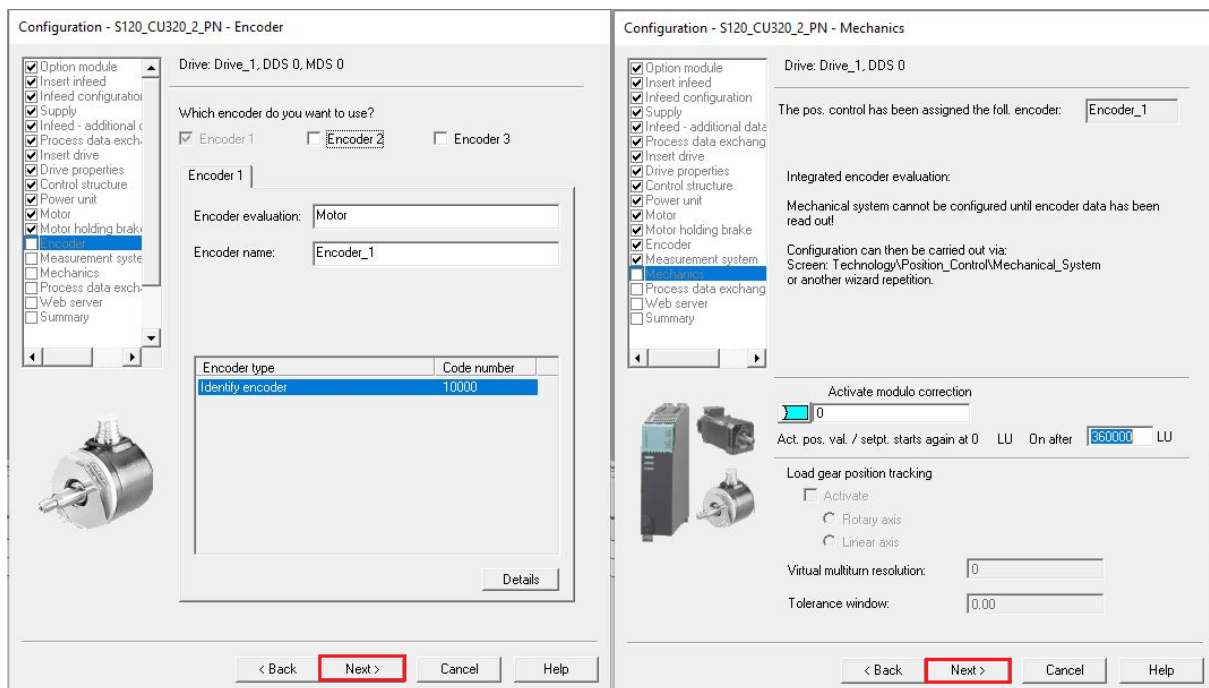 Configuration - S120_CU320_2_PN - Encoder
Option module
Insert infeed
Infeed configuration
Supply
Infeed - additional d
Process data exch
Insert drive
Drive properties
Control structure
Power unit
Motor
Motor holding brake
Encoder
Measurement syste
Mechanics
Process data exch
Web server
Summary
Drive: Drive_1, DDS 0, MDS 0
Which encoder do you want to use?
Encoder 1 Encoder 2 Encoder 3
Encoder 1
Encoder evaluation: Motor
Encoder name: Encoder_1
Encoder type Code number
Identify encoder 10000
Details
< Back Next > Cancel Help
Configuration - S120_CU320_2_PN - Mechanics
Option module
Insert infeed
Infeed configuration
Supply
Infeed - additional data
Process data exchang
Insert drive
Drive properties
Control structure
Power unit
Motor
Motor holding brake
Encoder
Measurement system
Mechanics
Process data exchang
Web server
Summary
Drive: Drive_1, DDS 0
The pos. control has been assigned the foll. encoder: Encoder_1
Integrated encoder evaluation:
Mechanical system cannot be configured until encoder data has been
read out!
Configuration can then be carried out via:
Screen: Technology\Position_Control\Mechanical_System
or another wizard repetition.
Activate modulo correction
0
Act. pos. val. / setpt. starts again at 0 LU On after 360000 LU
Load gear position tracking
Activate
Rotary axis
Linear axis
Virtual multiturn resolution: 0
Tolerance window: 0.00
< Back Next > Cancel Help